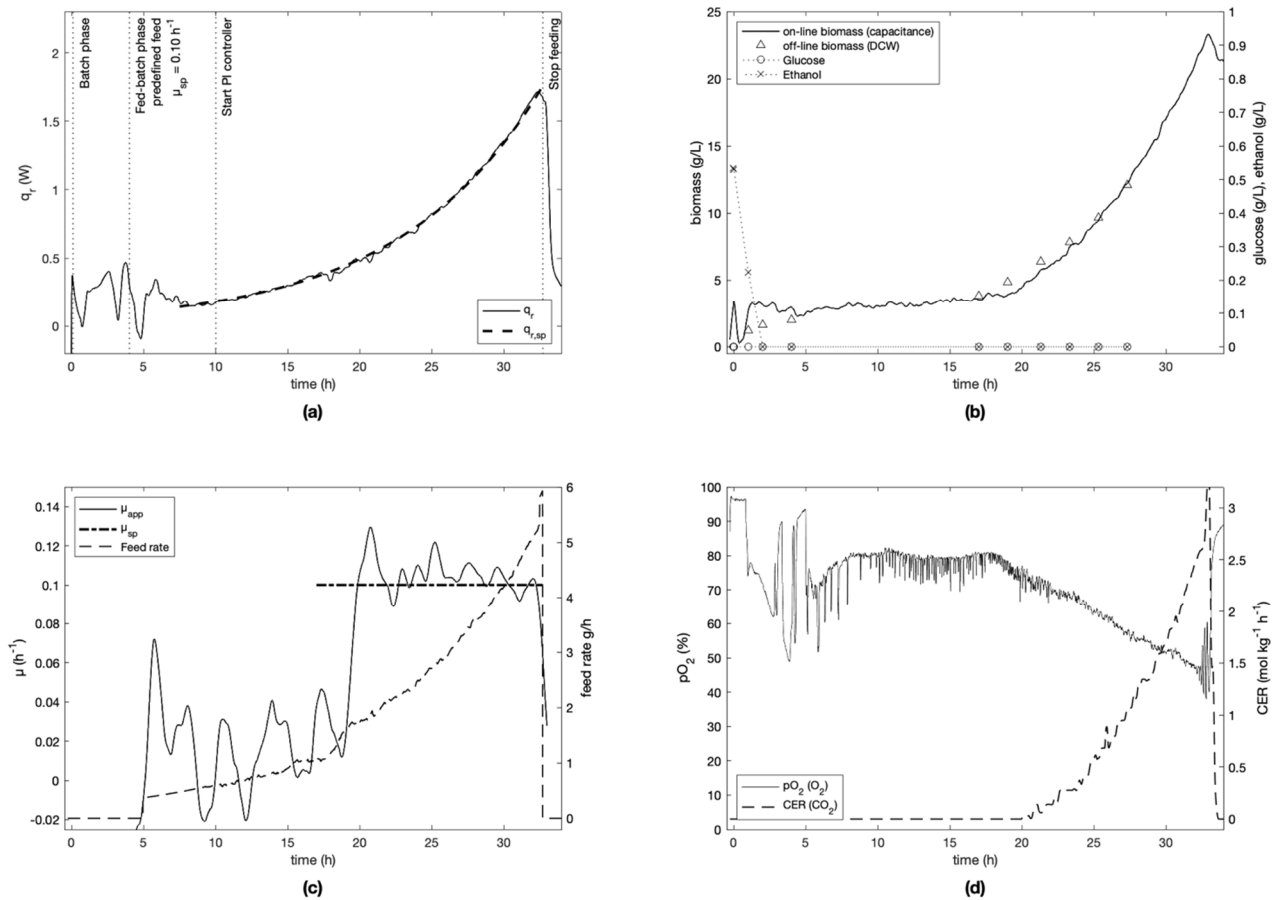 2
1.5
1
0.5
0
q_r (W)
0 5 10 15 20 25 30
time (h)
Batch phase
Fed-batch phase
predefined feed
μ_sp = 0.10 h⁻¹
Start PI controller
Stop feeding
q_r
q_r,sp
(a)
25
20
15
10
5
0
biomass (g/L)
0 5 10 15 20 25 30
time (h)
on-line biomass (capacitance)
off-line biomass (DCW)
Glucose
Ethanol
1
0.9
0.8
0.7
0.6
0.5
0.4
0.3
0.2
0.1
0
glucose (g/L), ethanol (g/L)
(b)
0.14
0.12
0.1
0.08
0.06
0.04
0.02
0
-0.02
μ (h⁻¹)
0 5 10 15 20 25 30
time (h)
μ_app
μ_sp
Feed rate
6
5
4
3
2
1
0
feed rate g/h
(c)
100
90
80
70
60
50
40
30
20
10
0
pO₂ (%)
0 5 10 15 20 25 30
time (h)
pO₂ (O₂)
CER (CO₂)
3
2.5
2
1.5
1
0.5
0
CER (mol kg⁻¹ h⁻¹)
(d)